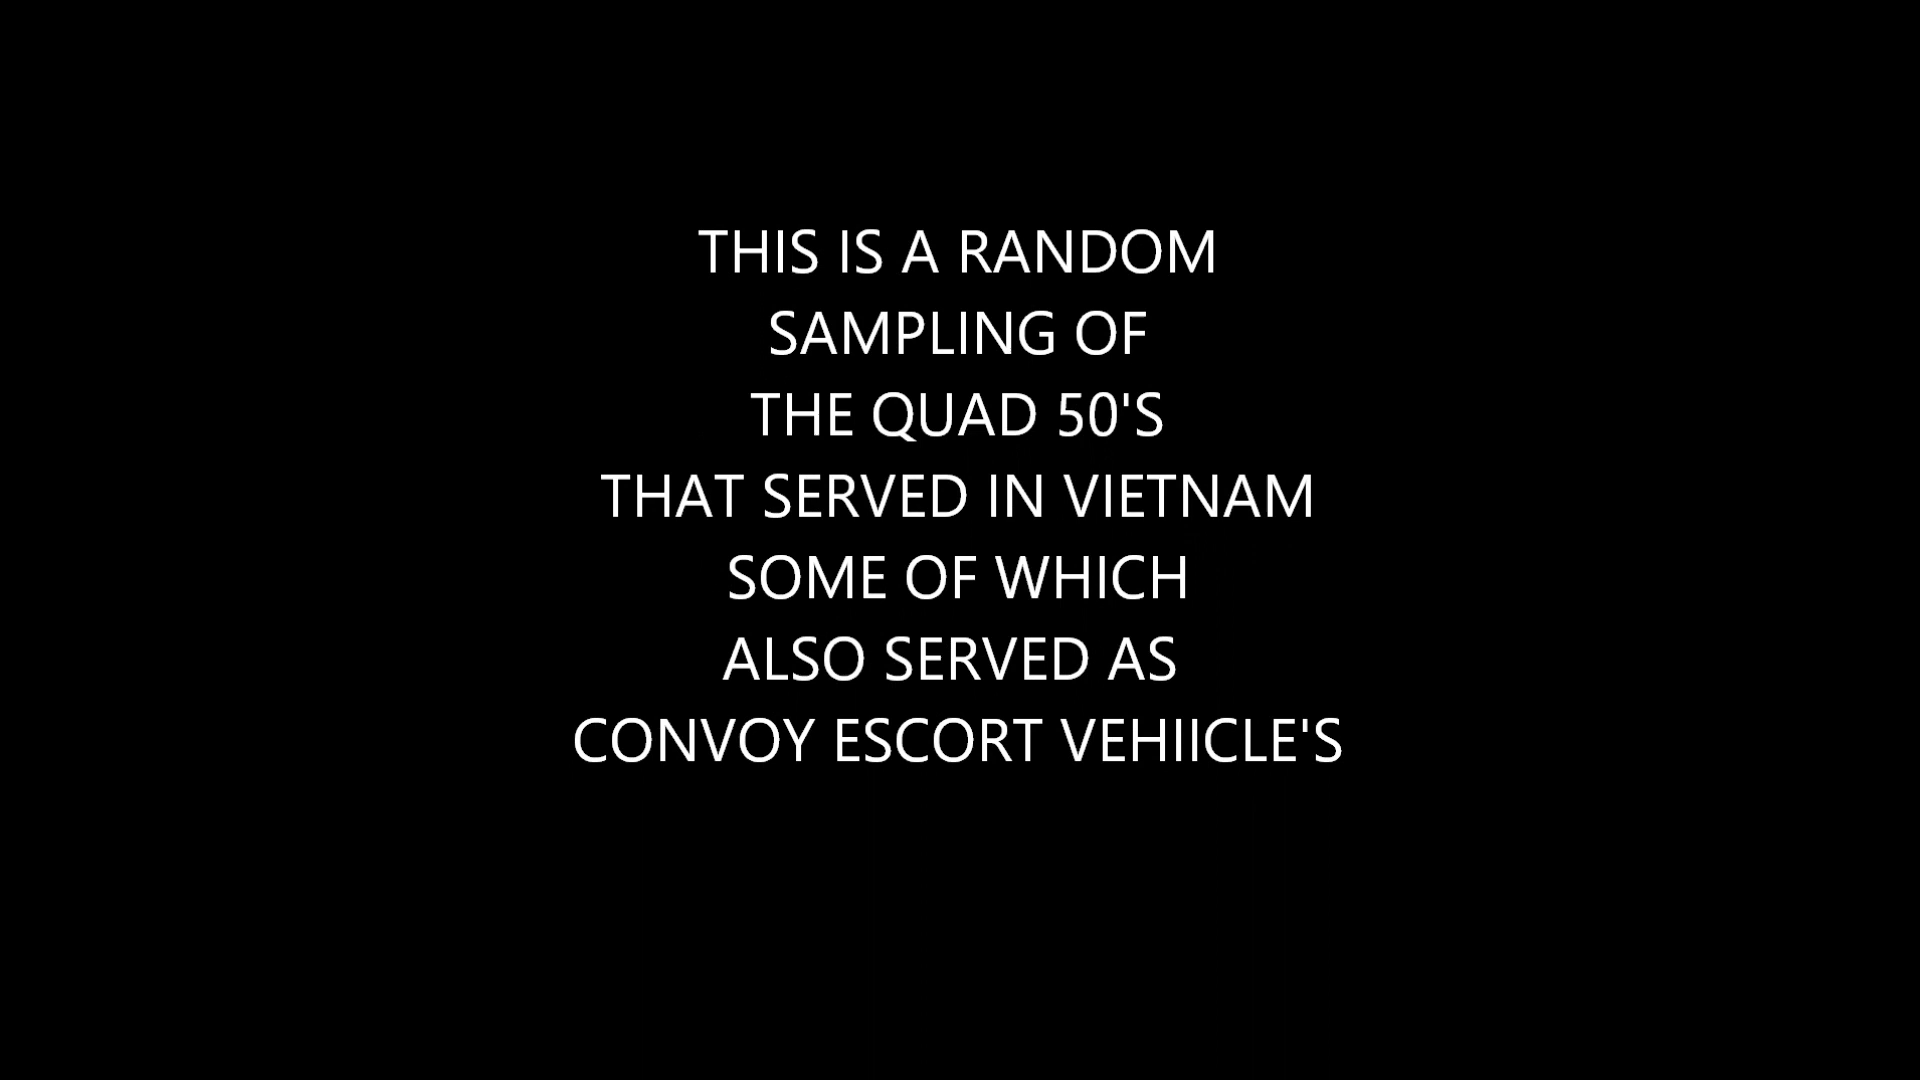 THIS IS A RANDOM
SAMPLING OF
THE QUAD 50'S
THAT SERVED IN VIETNAM
SOME OF WHICH
ALSO SERVED AS
CONVOY ESCORT VEHIICLE'S